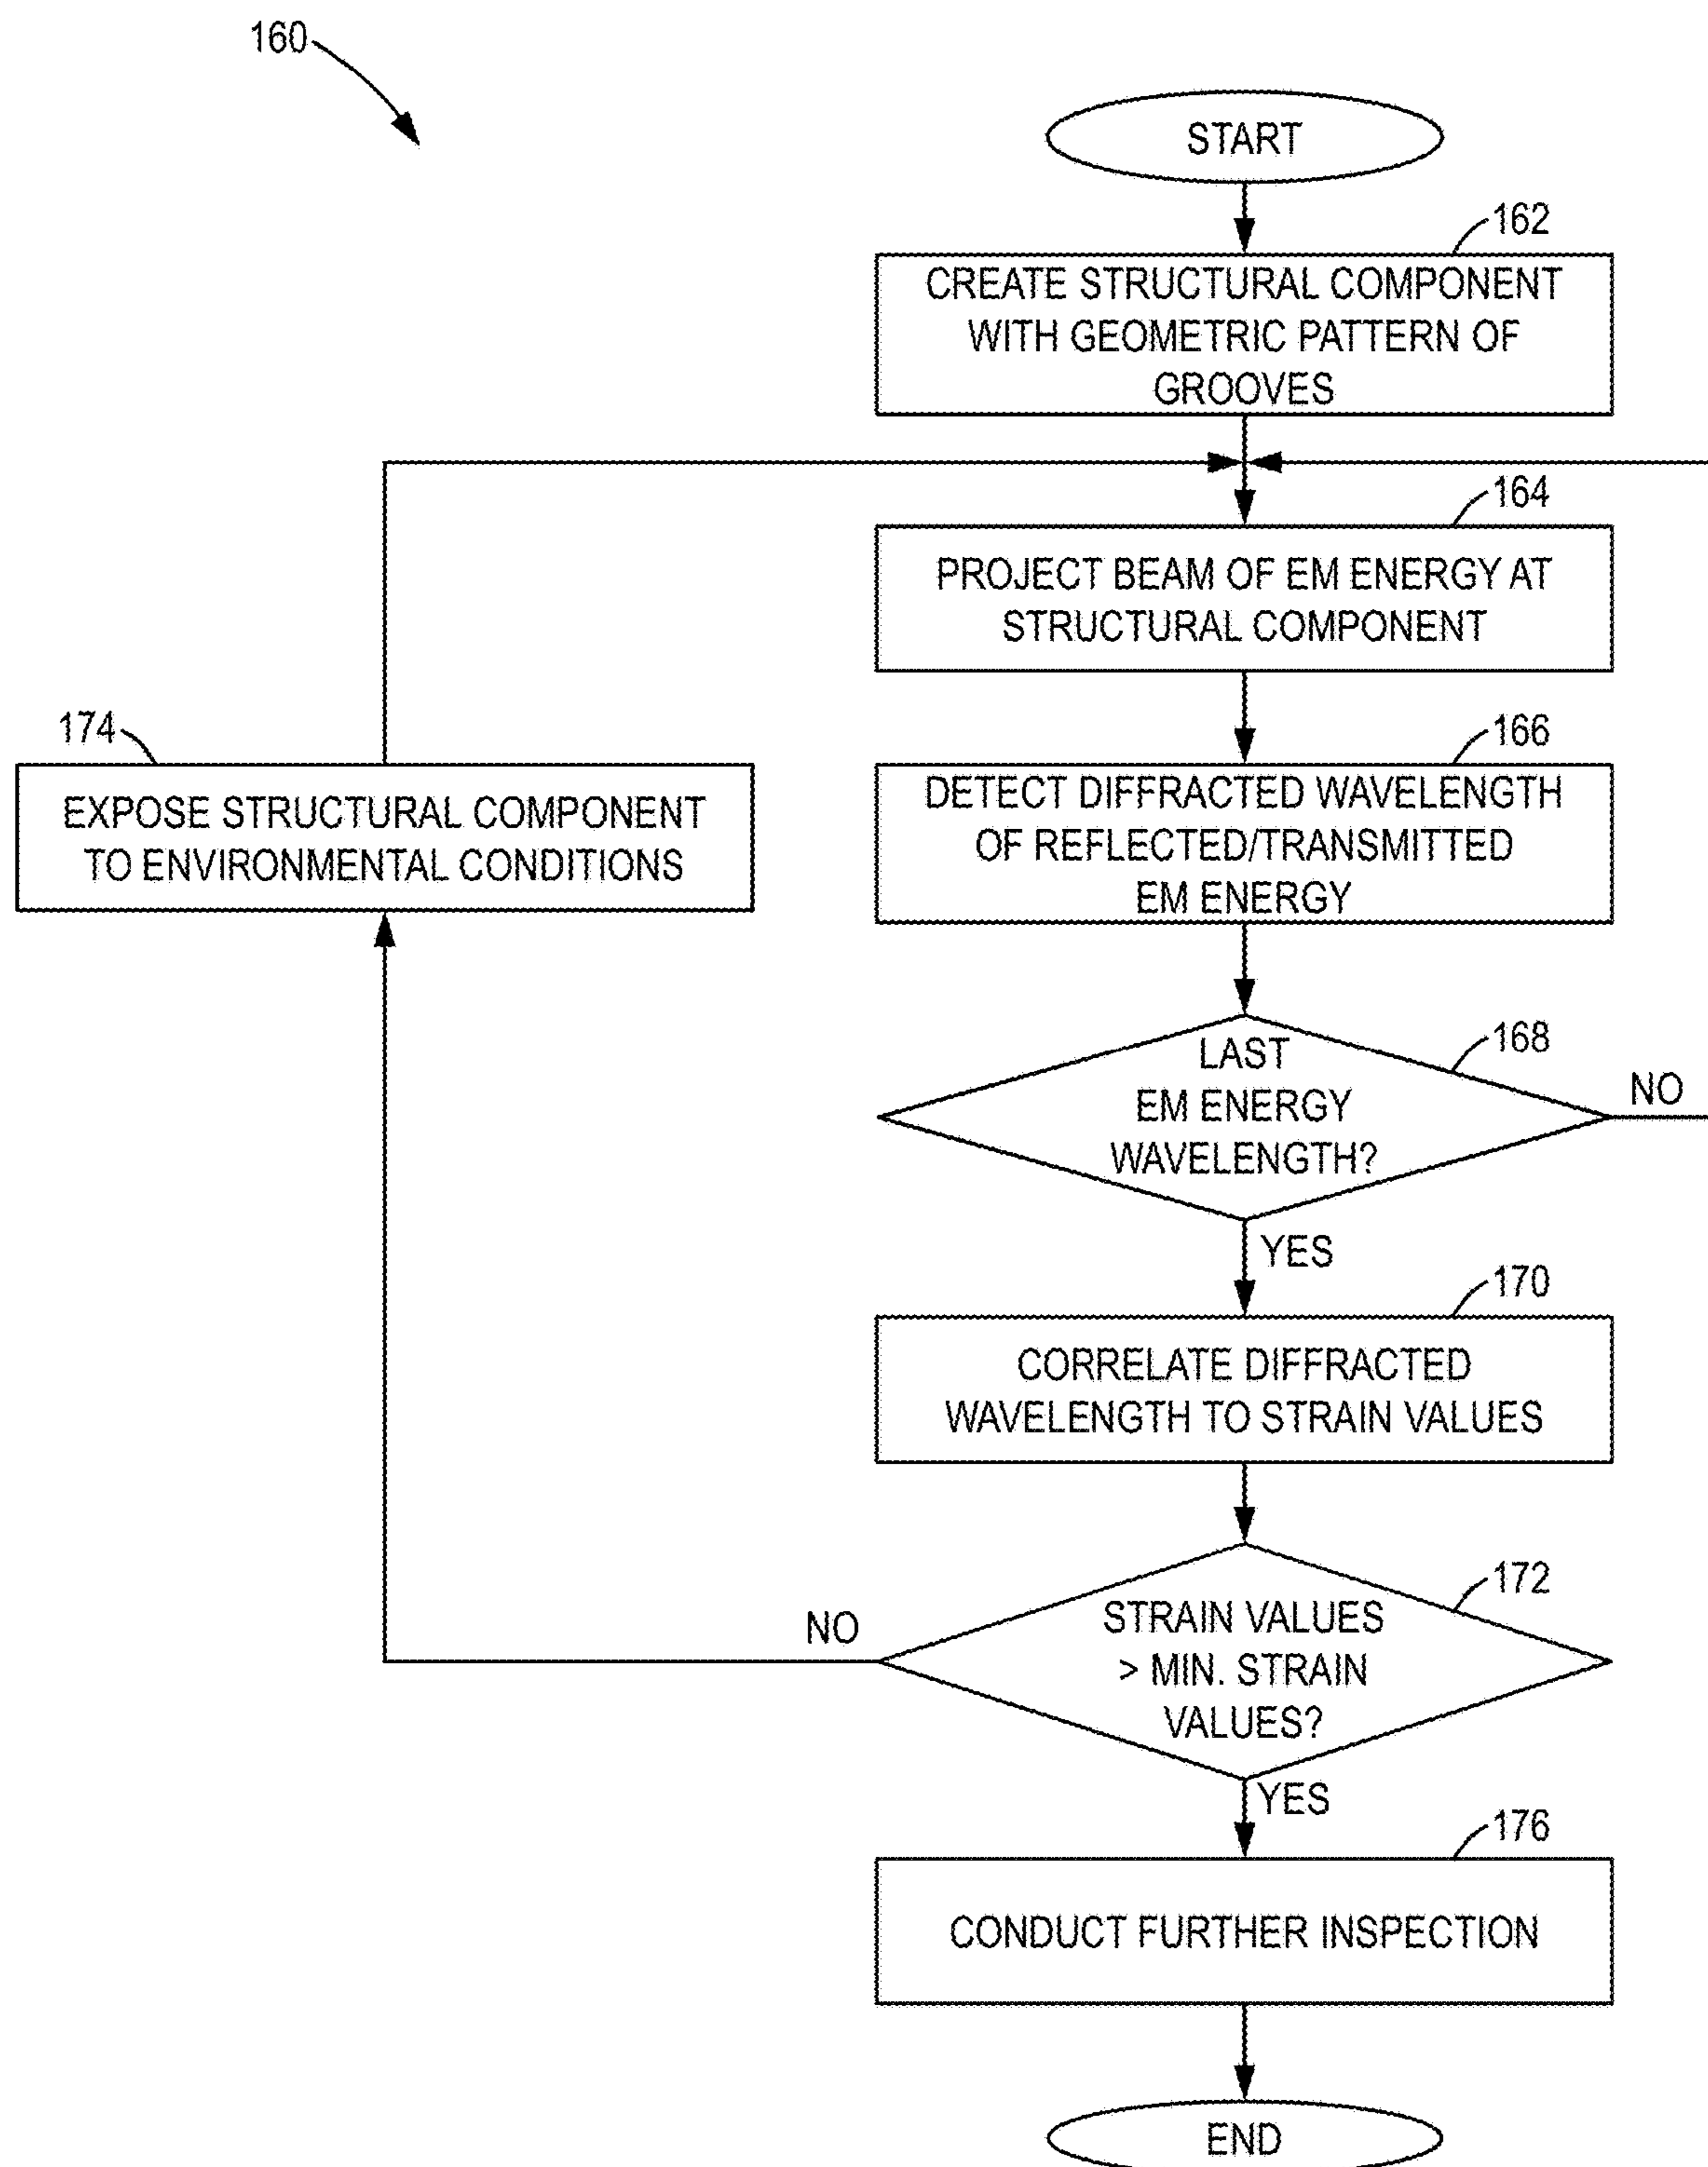 160
START
162
CREATE STRUCTURAL COMPONENT
WITH GEOMETRIC PATTERN OF
GROOVES
164
PROJECT BEAM OF EM ENERGY AT
STRUCTURAL COMPONENT
174
EXPOSE STRUCTURAL COMPONENT
TO ENVIRONMENTAL CONDITIONS
166
DETECT DIFFRACTED WAVELENGTH
OF REFLECTED/TRANSMITTED
EM ENERGY
168
LAST
EM ENERGY
WAVELENGTH?
NO
YES
170
CORRELATE DIFFRACTED
WAVELENGTH TO STRAIN VALUES
172
STRAIN VALUES
> MIN. STRAIN
VALUES?
NO
YES
176
CONDUCT FURTHER INSPECTION
END